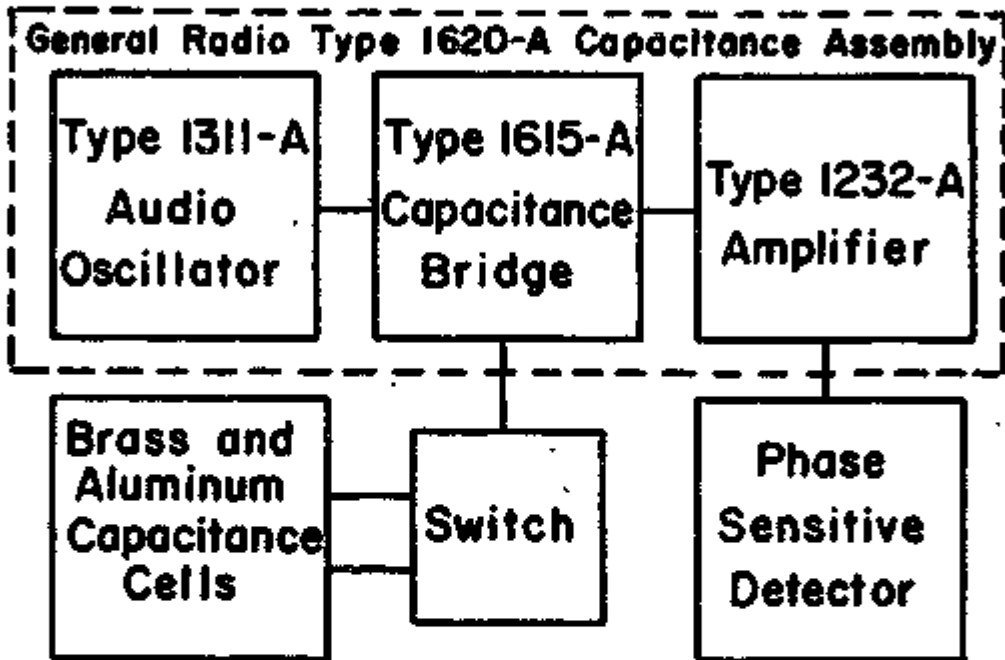 General Radio Type 1620-A Capacitance Assembly
Type 1311-A
Audio
Oscillator
Type 1615-A
Capacitance
Bridge
Type 1232-A
Amplifier
Brass and
Aluminum
Capacitance
Cells
Switch
Phase
Sensitive
Detector